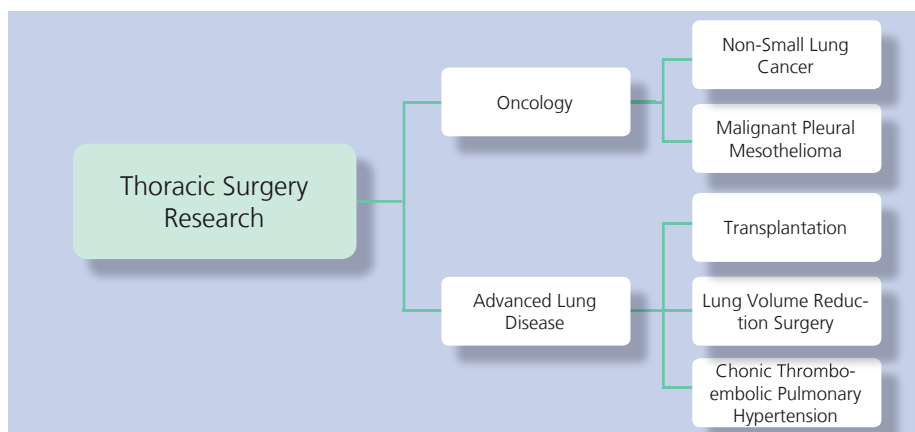 Thoracic Surgery
Research
Oncology
Non-Small Lung
Cancer
Malignant Pleural
Mesothelioma
Advanced Lung
Disease
Transplantation
Lung Volume Reduc-
tion Surgery
Chonic Thrombo-
embolic Pulmonary
Hypertension